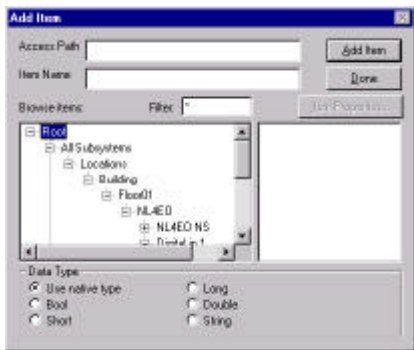 Add Item
Access Path
Add Item
Item Name
Done
Browse items:
Filter: *
Root
All Subsystems
Locations
Building
Floor01
NL4EO
NL4EO NS
Digital in 1
Data Type
Use native type
Long
Bool
Double
Short
String